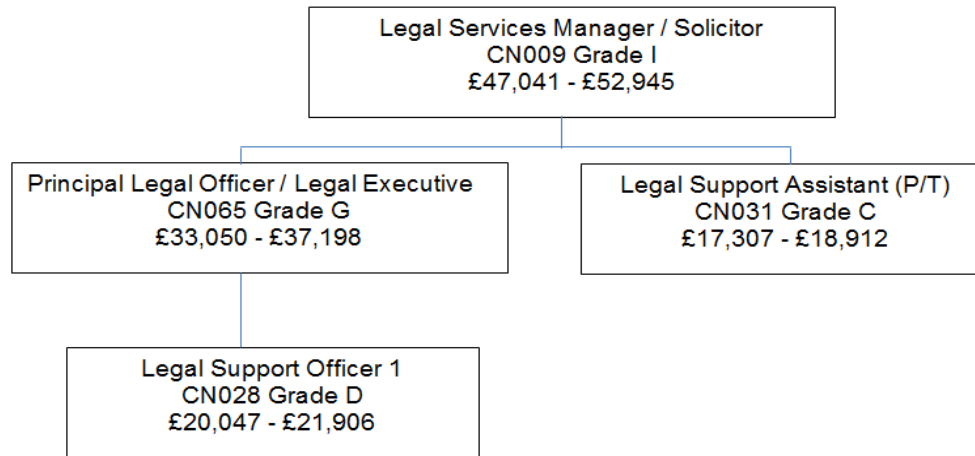 Legal Services Manager / Solicitor
CN009 Grade I
£47,041 - £52,945
Principal Legal Officer / Legal Executive
CN065 Grade G
£33,050 - £37,198
Legal Support Assistant (P/T)
CN031 Grade C
£17,307 - £18,912
Legal Support Officer 1
CN028 Grade D
£20,047 - £21,906